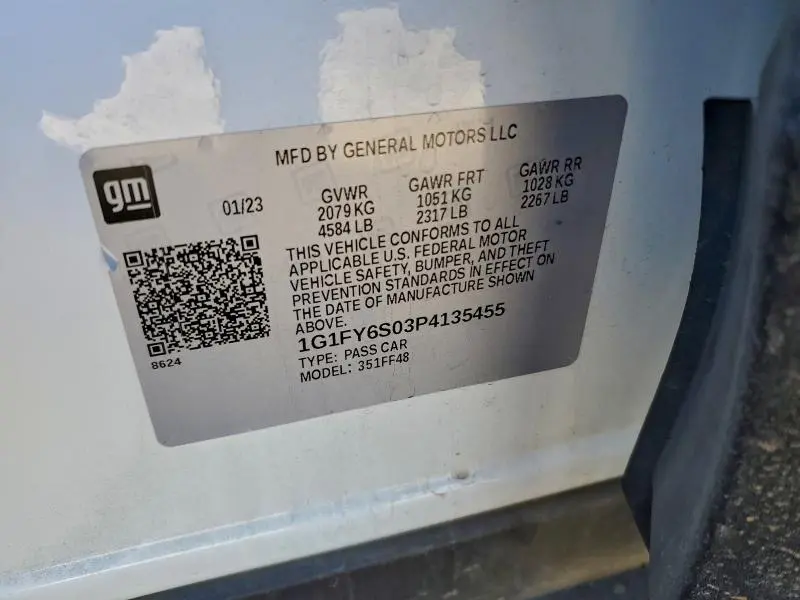 MFD BY GENERAL MOTORS LLC
gm
01/23
GVWR
2079 KG
4584 LB
GAWR FRT
1051 KG
2317 LB
GAWR RR
1028 KG
2267 LB
THIS VEHICLE CONFORMS TO ALL
APPLICABLE U.S. FEDERAL MOTOR
VEHICLE SAFETY, BUMPER, AND THEFT
PREVENTION STANDARDS IN EFFECT ON
THE DATE OF MANUFACTURE SHOWN
ABOVE.
1G1FY6S03P4135455
TYPE: PASS CAR
MODEL: 351FF48
8624